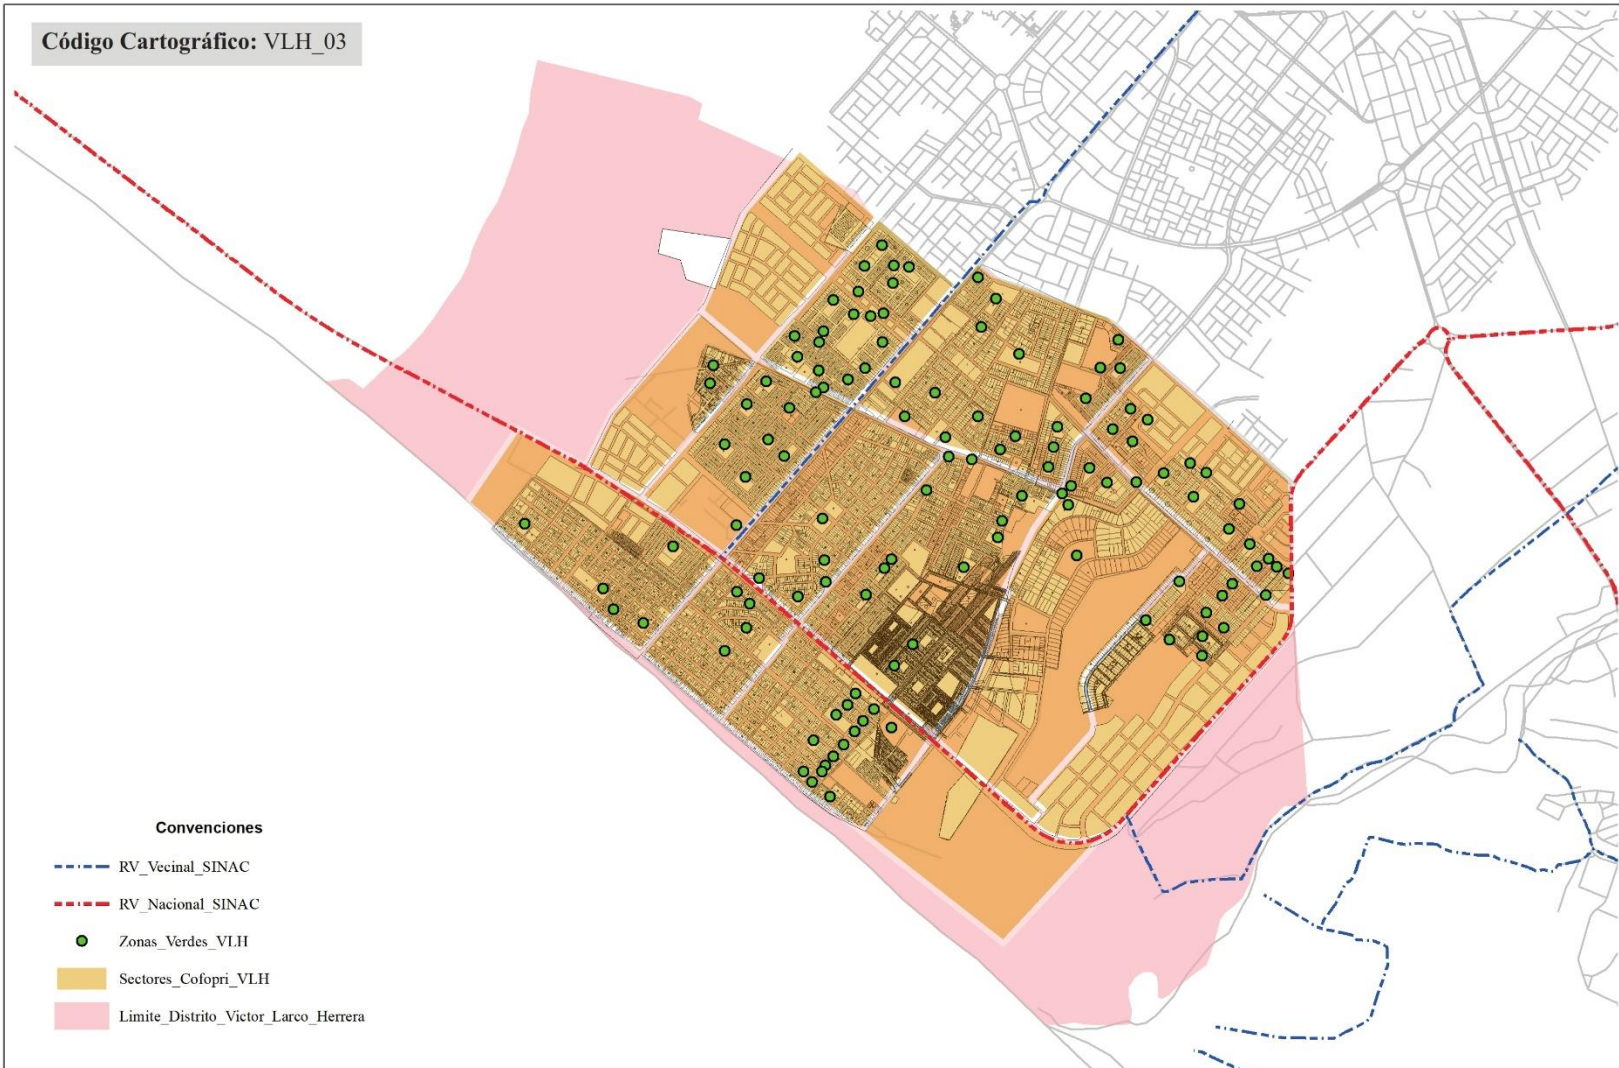 Código Cartográfico: VLH_03
Convenciones
RV_Vecinal_SINAC
RV_Nacional_SINAC
Zonas_Verdes_VLH
Sectores_Cofopri_VLH
Limite_Distrito_Victor_Larco_Herrera